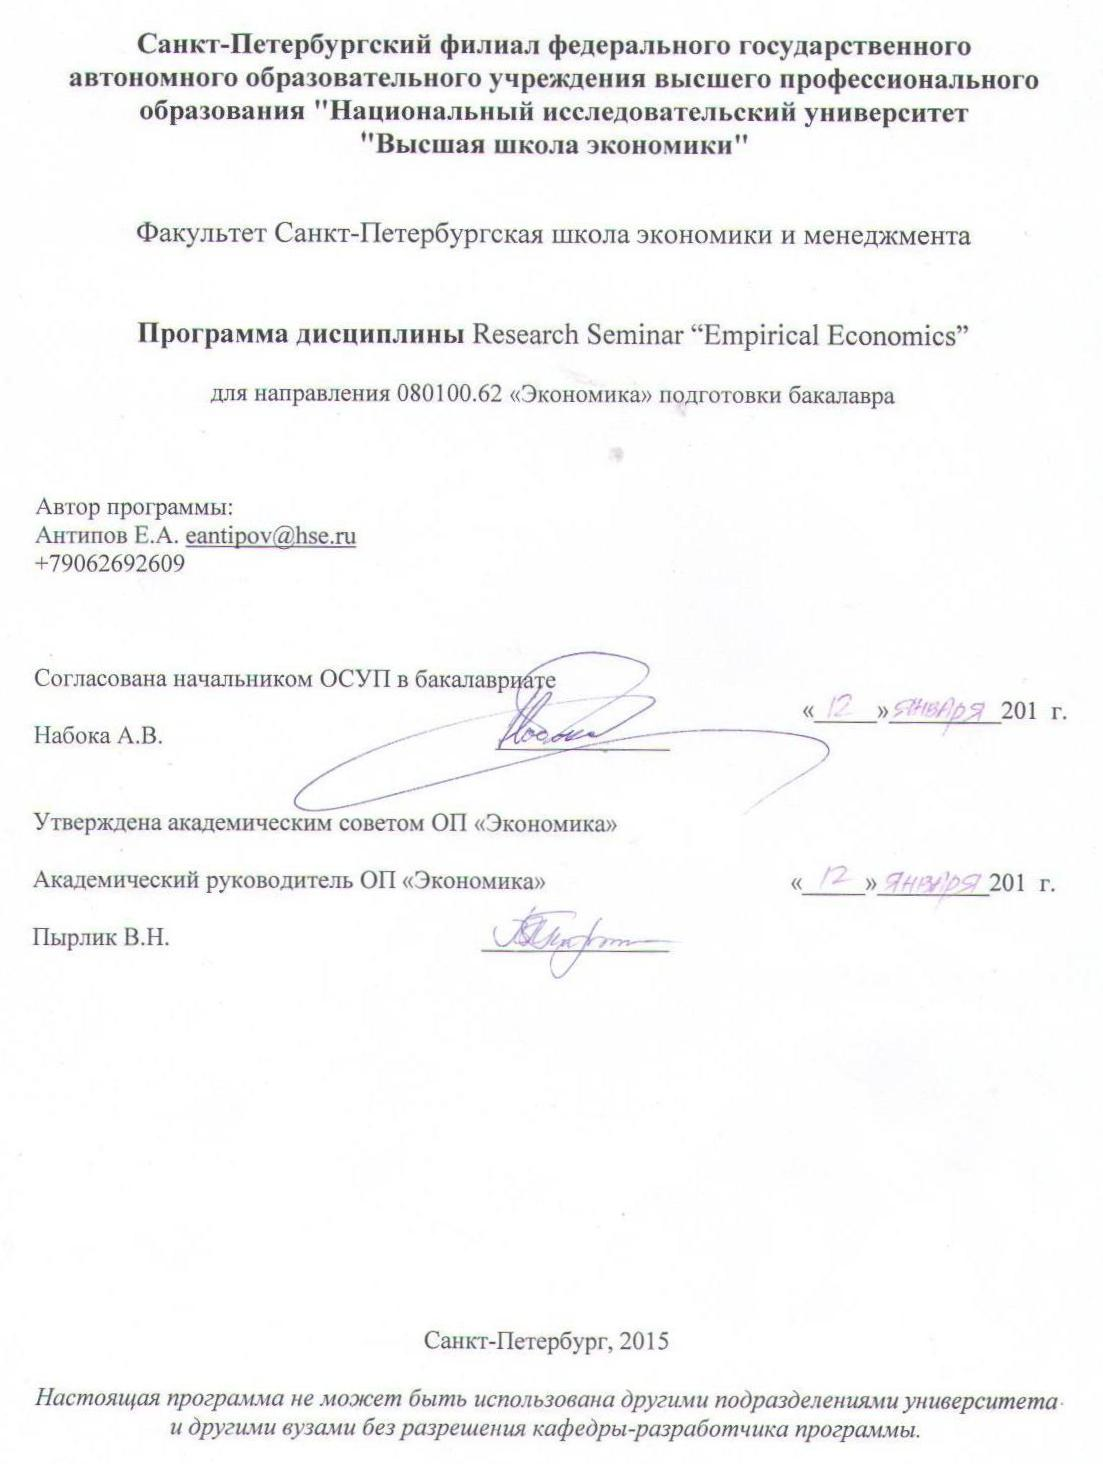 Санкт-Петербургский филиал федерального государственного
автономного образовательного учреждения высшего профессионального
образования "Национальный исследовательский университет
"Высшая школа экономики"
Факультет Санкт-Петербургская школа экономики и менеджмента
Программа дисциплины Research Seminar “Empirical Economics”
для направления 080100.62 «Экономика» подготовки бакалавра
Автор программы:
Антипов Е.А. eantipov@hse.ru
+79062692609
Согласована начальником ОСУП в бакалавриате
«12» января 201 г.
Набока А.В.
Утверждена академическим советом ОП «Экономика»
Академический руководитель ОП «Экономика» «12» января 201 г.
Пырлик В.Н.
Санкт-Петербург, 2015
Настоящая программа не может быть использована другими подразделениями университета
и другими вузами без разрешения кафедры-разработчика программы.